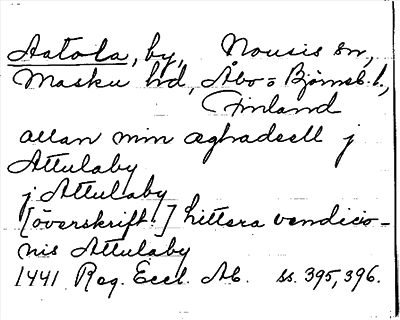 Aatola, by, Nousis sn,
Masku hd, Åbo=Björneb. l.,
Finland
allan min æghadeell j
Attulaby
j Attulaby
[överskrift:] littera vendicio-
nis Attulaby
1441 Reg. Eccl. Ab. ss. 395, 396.